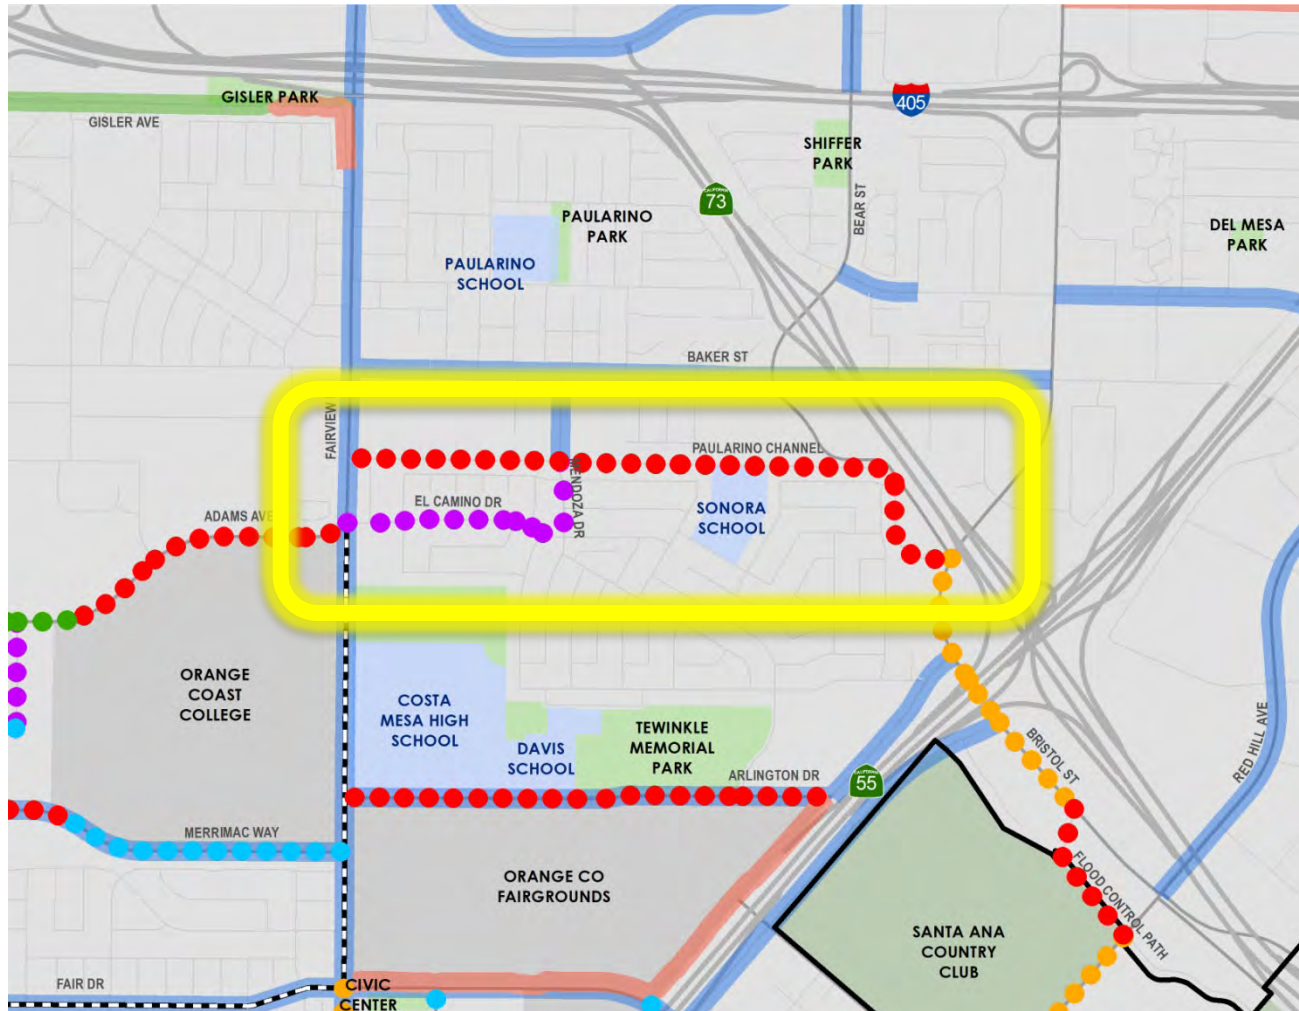 GISLER PARK
GISLER AVE
405
SHIFFER
PARK
CALIFORNIA
73
BEAR ST
PAULARINO
PARK
DEL MESA
PARK
PAULARINO
SCHOOL
BAKER ST
FAIRVIEW
PAULARINO CHANNEL
MENDOZA DR
EL CAMINO DR
SONORA
SCHOOL
ADAMS AVE
ORANGE
COAST
COLLEGE
COSTA
MESA HIGH
SCHOOL
DAVIS
SCHOOL
TEWINKLE
MEMORIAL
PARK
ARLINGTON DR
CALIFORNIA
55
BRISTOL ST
RED HILL AVE
MERRIMAC WAY
ORANGE CO
FAIRGROUNDS
FLOOD CONTROL PATH
SANTA ANA
COUNTRY
CLUB
FAIR DR
CIVIC
CENTER